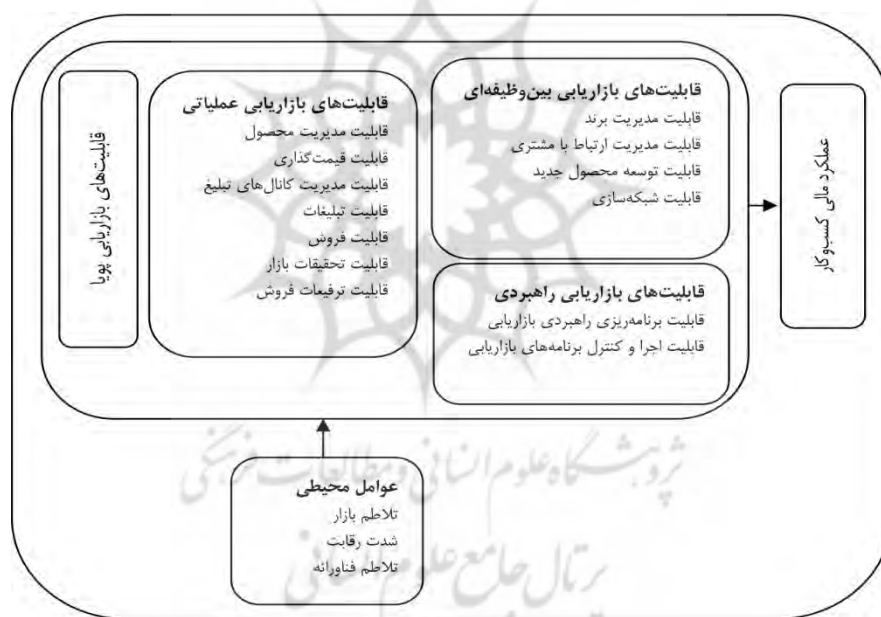 قابلیت‌های بازاریابی بین‌وظیفه‌ای
قابلیت مدیریت برند
قابلیت مدیریت ارتباط با مشتری
قابلیت توسعه محصول جدید
قابلیت شبکه‌سازی
قابلیت‌های بازاریابی راهبردی
قابلیت برنامه‌ریزی راهبردی بازاریابی
قابلیت اجرا و کنترل برنامه‌های بازاریابی
قابلیت‌های بازاریابی عملیاتی
قابلیت مدیریت محصول
قابلیت قیمت‌گذاری
قابلیت مدیریت کانال‌های تبلیغ
قابلیت تبلیغات
قابلیت فروش
قابلیت تحقیقات بازار
قابلیت ترفیعات فروش
قابلیت‌های بازاریابی پویا
عملکرد مالی کسب‌وکار
عوامل محیطی
تلاطم بازار
شدت رقابت
تلاطم فناورانه
پژوهشگاه علوم انسانی و مطالعات فرهنگی
پرتال جامع علوم انسانی